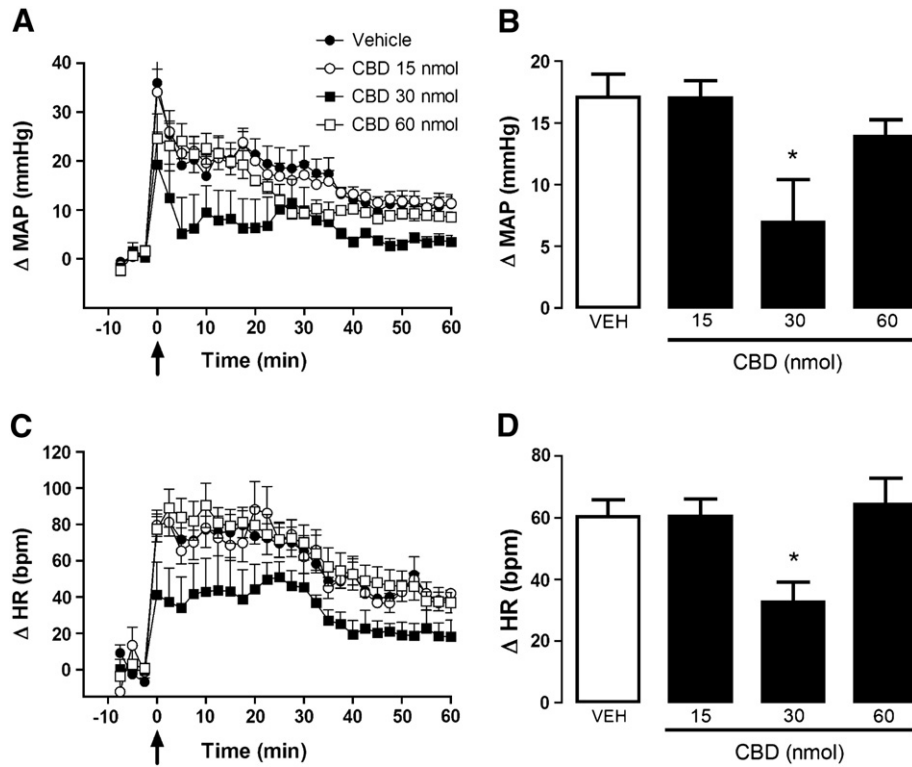 A
Vehicle
CBD 15 nmol
CBD 30 nmol
CBD 60 nmol
Δ MAP (mmHg)
40
30
20
10
0
-10 0 10 20 30 40 50 60
Time (min)
B
Δ MAP (mmHg)
20
15
10
5
0
*
VEH 15 30 60
CBD (nmol)
C
Δ HR (bpm)
120
100
80
60
40
20
0
-10 0 10 20 30 40 50 60
Time (min)
D
Δ HR (bpm)
80
60
40
20
0
*
VEH 15 30 60
CBD (nmol)